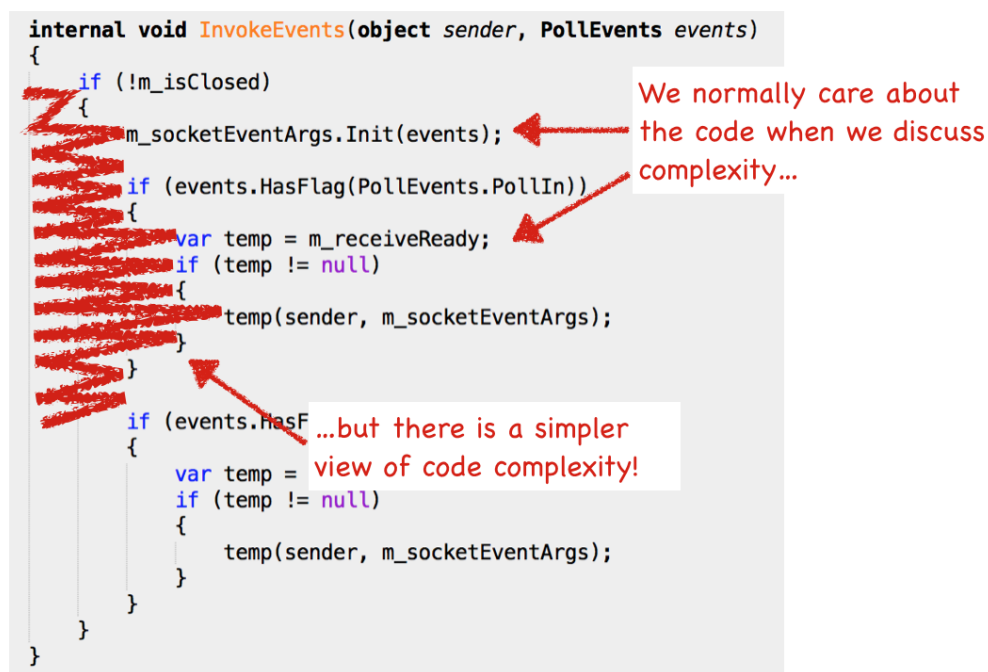 internal void InvokeEvents(object sender, PollEvents events)
{
if (!m_isClosed)
{
m_socketEventArgs.Init(events);
if (events.HasFlag(PollEvents.PollIn))
{
var temp = m_receiveReady;
if (temp != null)
{
temp(sender, m_socketEventArgs);
}
}
if (events.HasF
{
var temp =
if (temp != null)
{
temp(sender, m_socketEventArgs);
}
}
}
}
We normally care about
the code when we discuss
complexity...
...but there is a simpler
view of code complexity!